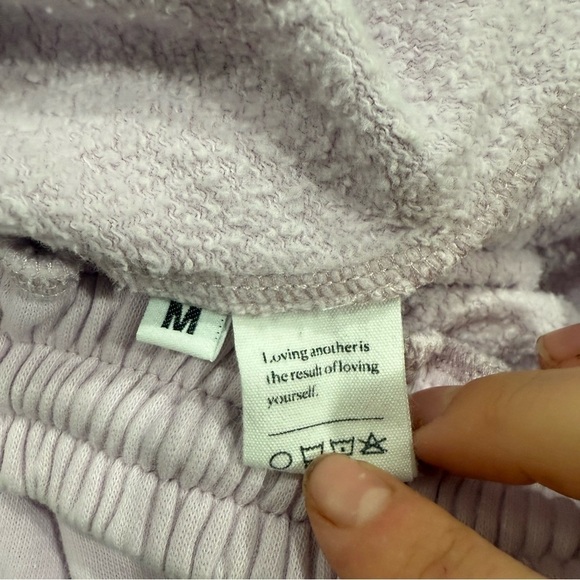 M
Loving another is
the result of loving
yourself.